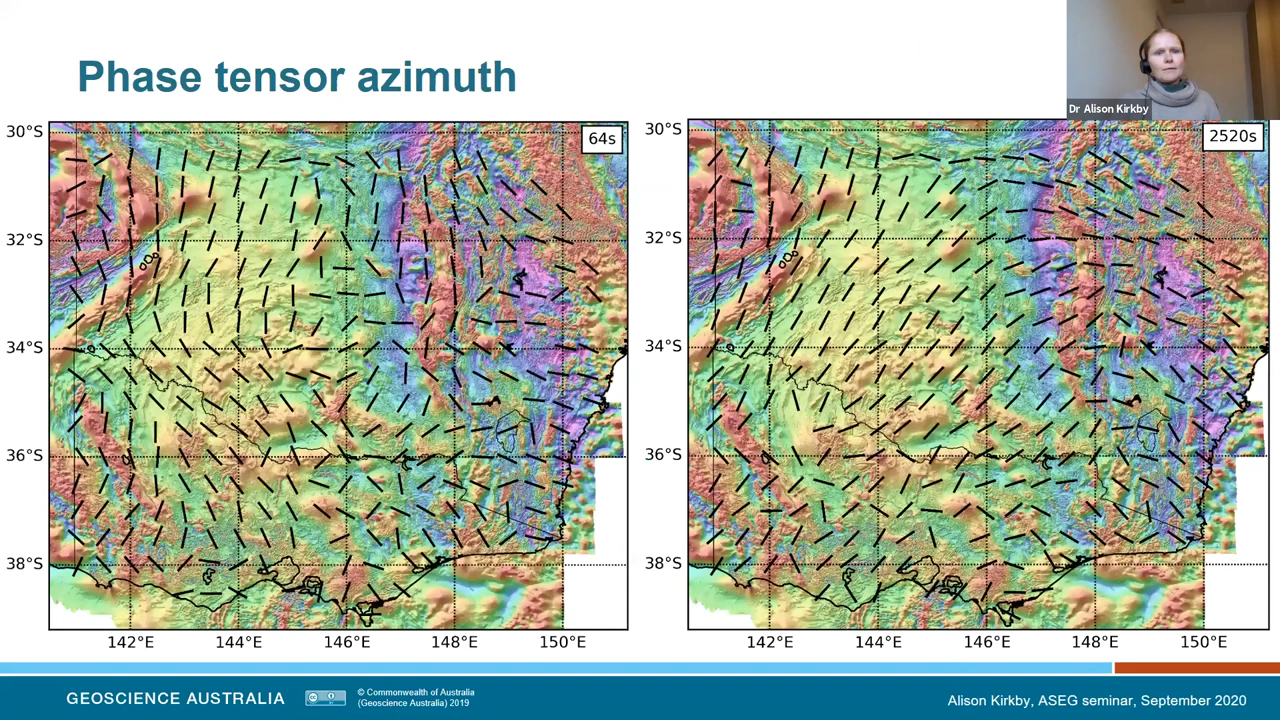 Phase tensor azimuth
Dr Alison Kirkby
30°S
32°S
34°S
36°S
38°S
64s
142°E
144°E
146°E
148°E
150°E
30°S
32°S
34°S
36°S
38°S
2520s
142°E
144°E
146°E
148°E
150°E
GEOSCIENCE AUSTRALIA
© Commonwealth of Australia
(Geoscience Australia) 2019
Alison Kirkby, ASEG seminar, September 2020